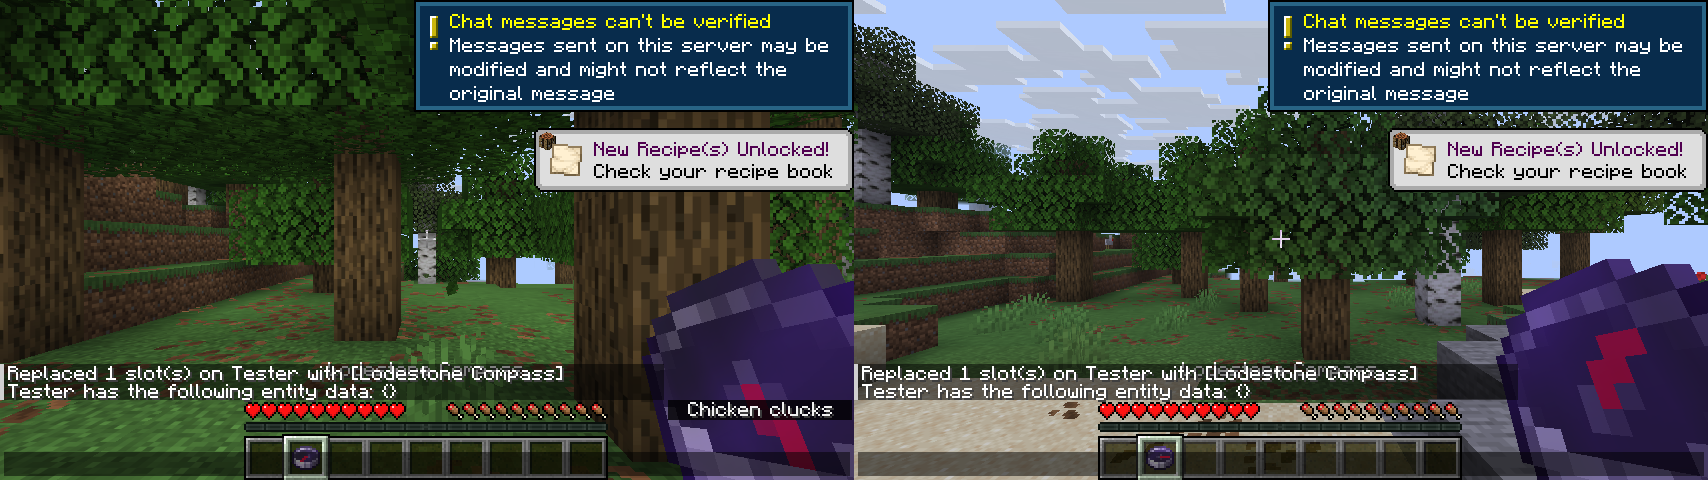 Chat messages can't be verified
Messages sent on this server may be
modified and might not reflect the
original message
New Recipe(s) Unlocked!
Check your recipe book
Replaced 1 slot(s) on Tester with [Lodestone Compass]
Tester has the following entity data: {}
Chicken clucks
Chat messages can't be verified
Messages sent on this server may be
modified and might not reflect the
original message
New Recipe(s) Unlocked!
Check your recipe book
Replaced 1 slot(s) on Tester with [Lodestone Compass]
Tester has the following entity data: {}